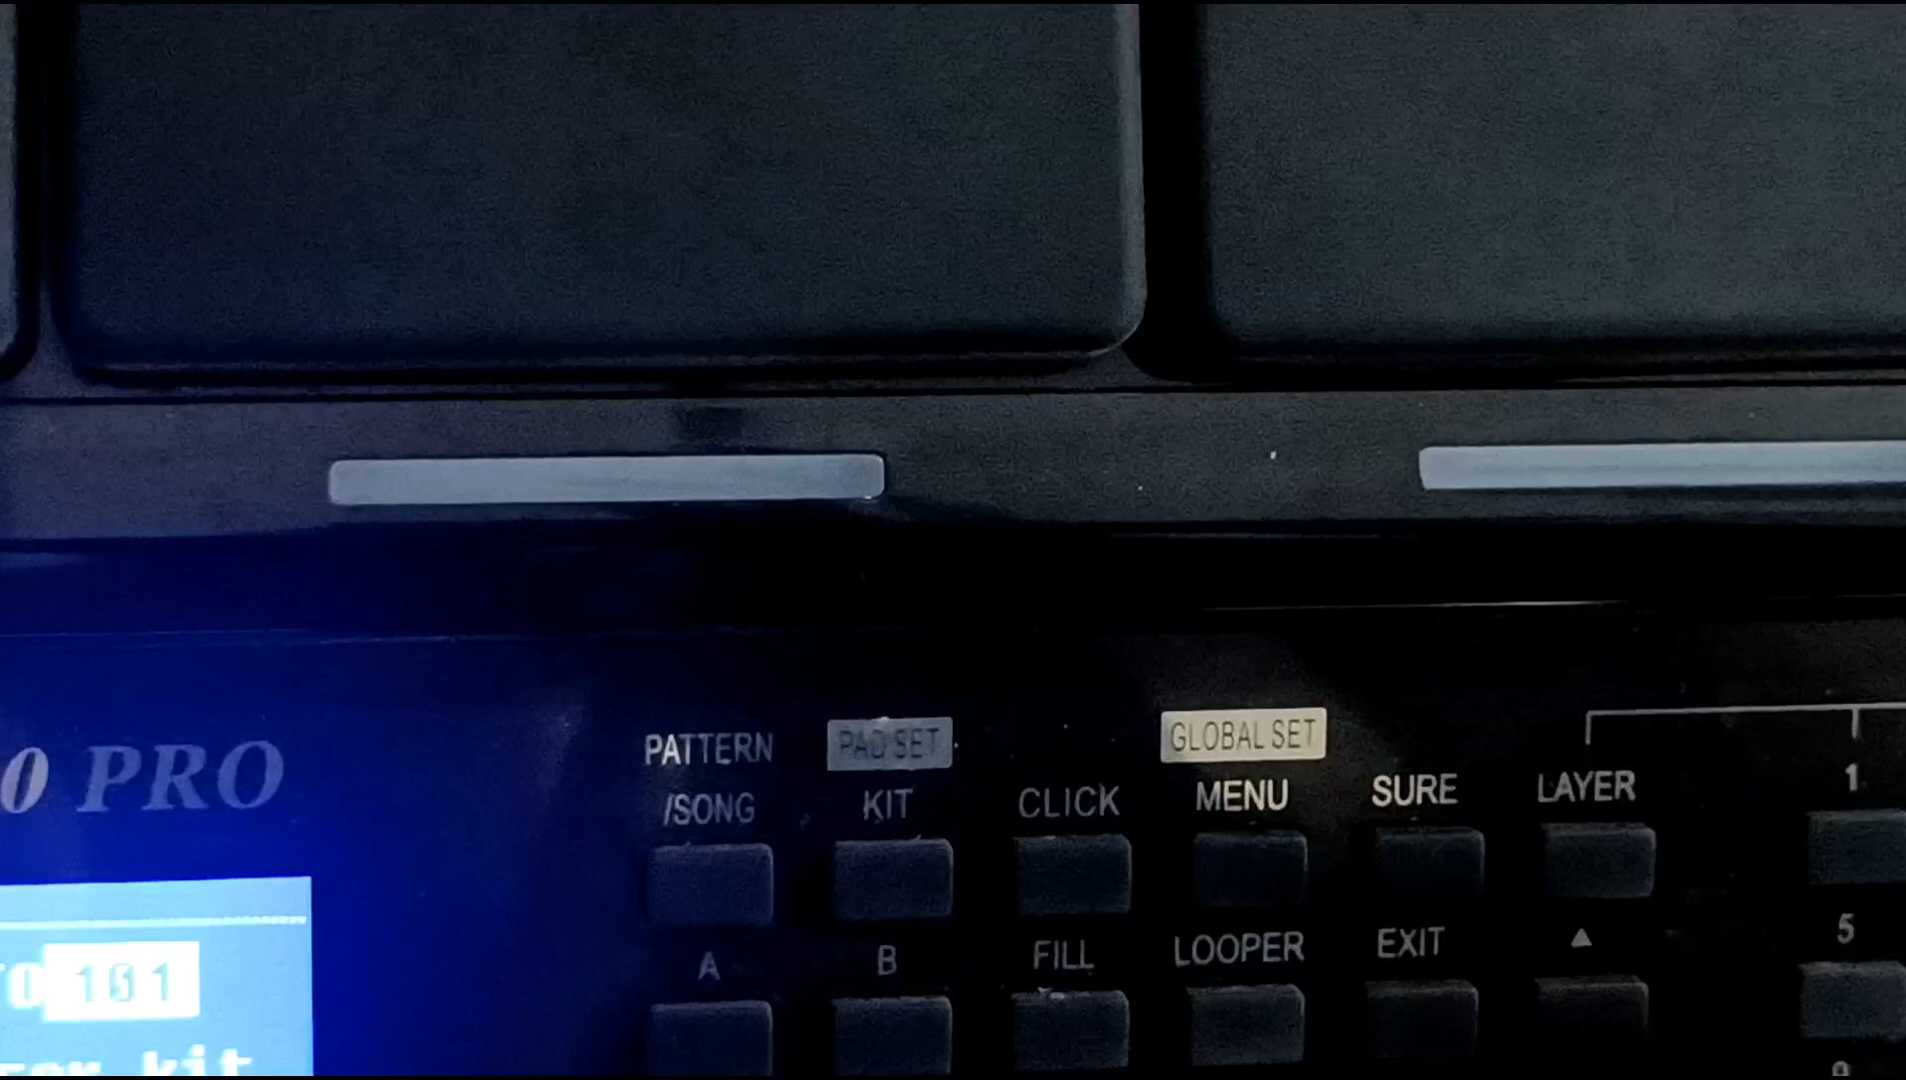 0 PRO
PATTERN
/SONG
PAD SET
KIT
CLICK
GLOBAL SET
MENU
SURE
LAYER
1
A
B
FILL
LOOPER
EXIT
▲
5
101
kit